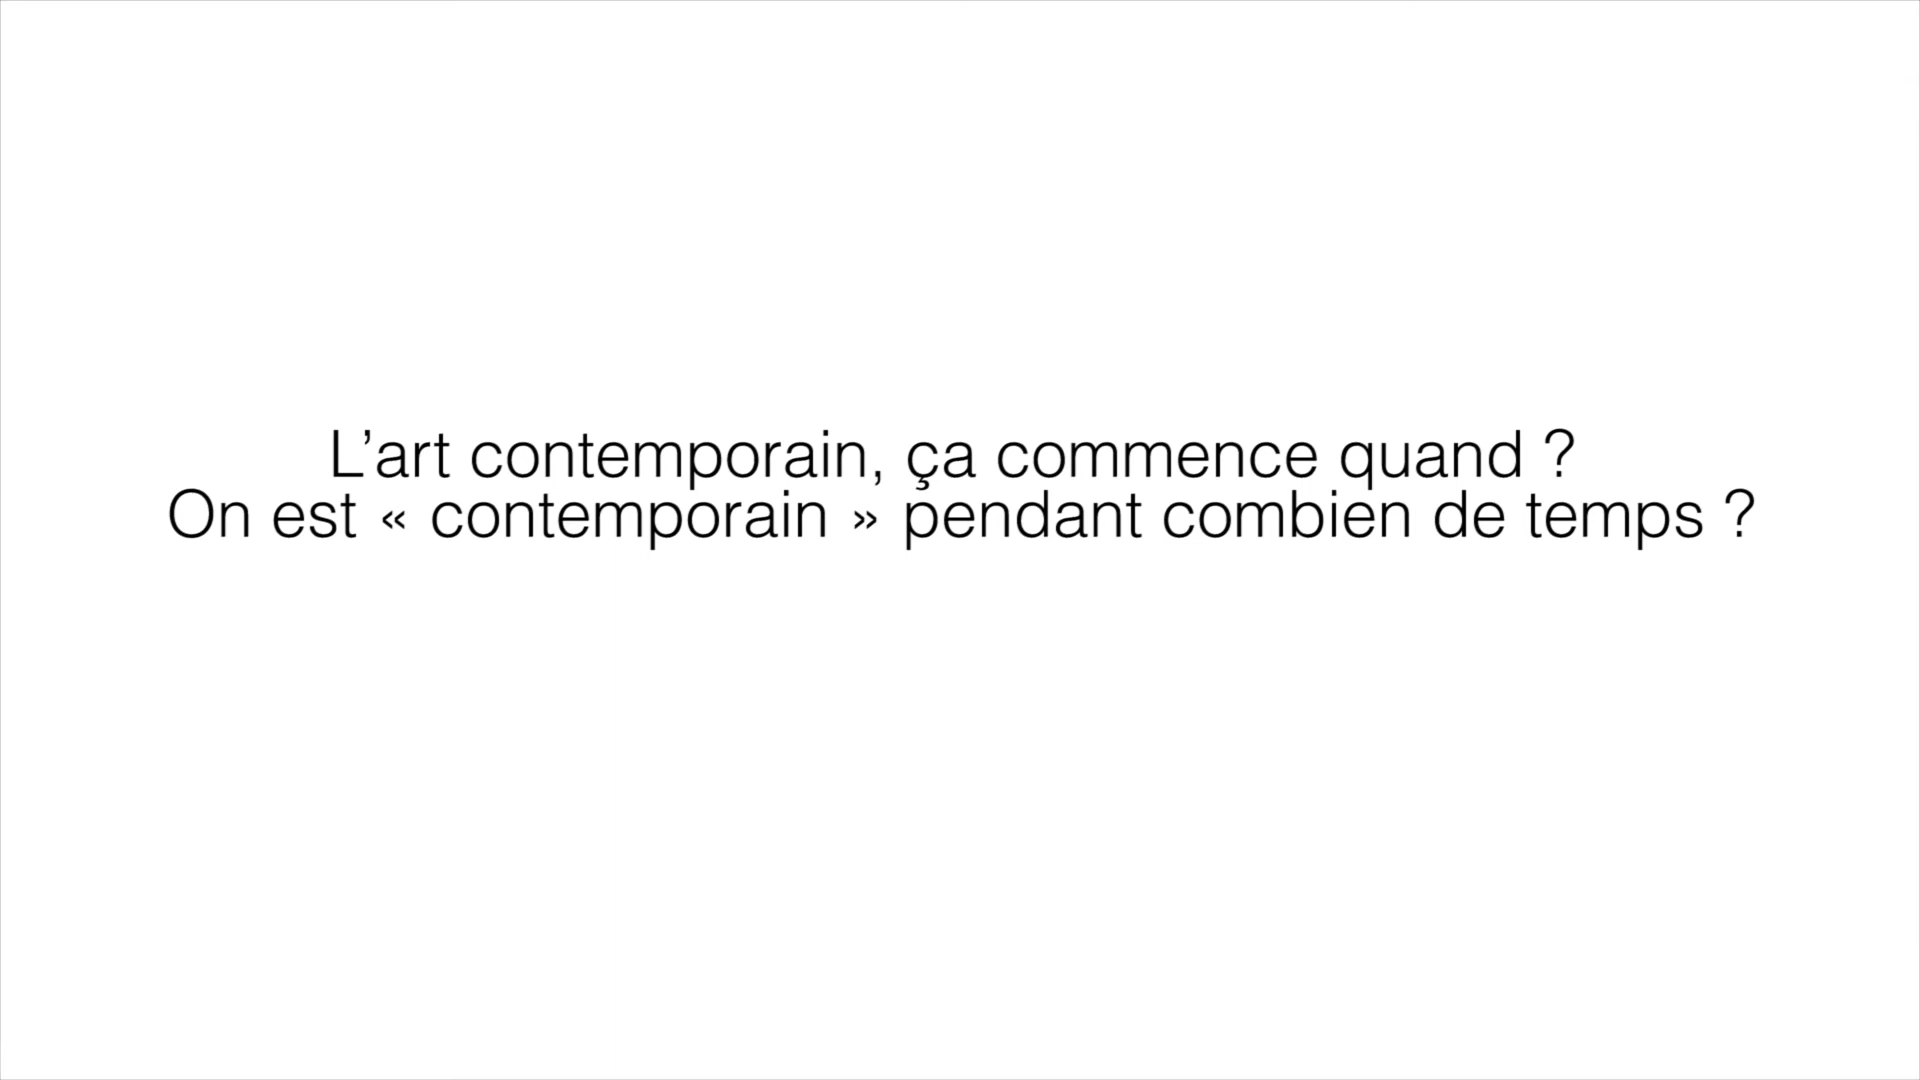 L’art contemporain, ça commence quand ?
On est « contemporain » pendant combien de temps ?